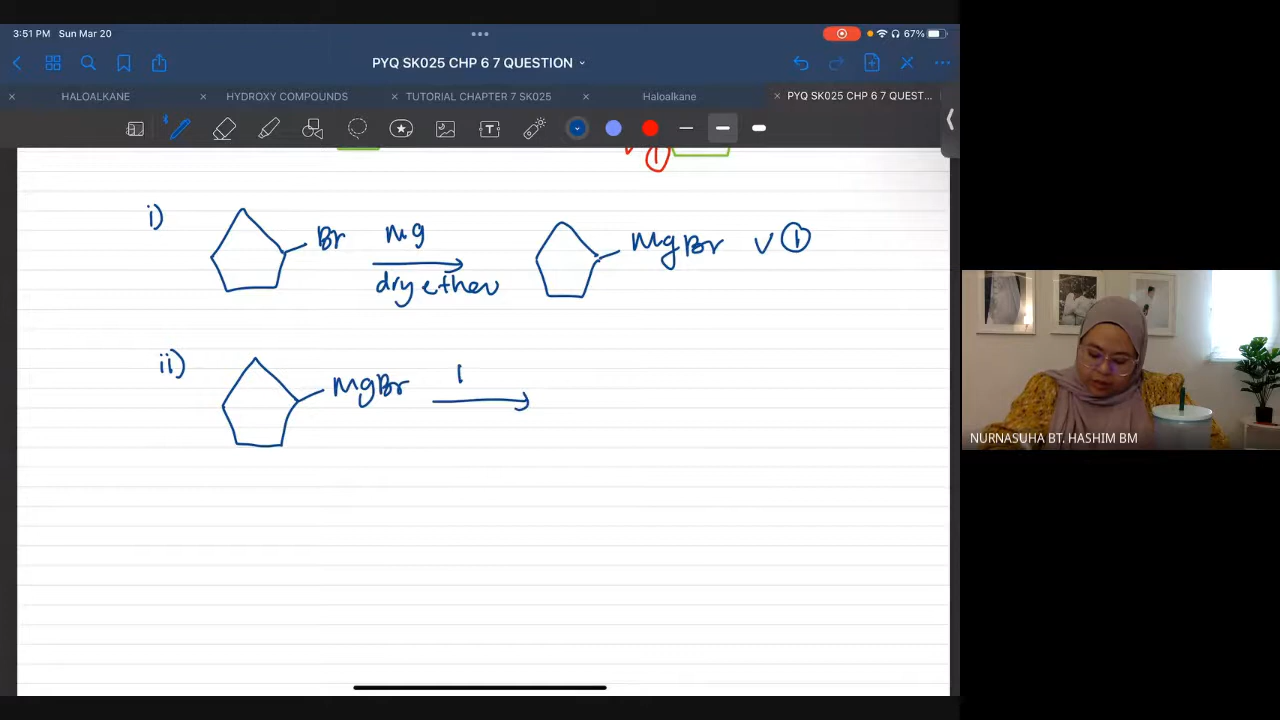 3:51 PM Sun Mar 20
67%
PYQ SK025 CHP 6 7 QUESTION
HALOALKANE
HYDROXY COMPOUNDS
TUTORIAL CHAPTER 7 SK025
Haloalkane
PYQ SK025 CHP 6 7 QUEST...
1
i)
Br
Mg
dry ether
MgBr
1
ii)
MgBr
NURNASUHA BT. HASHIM BM